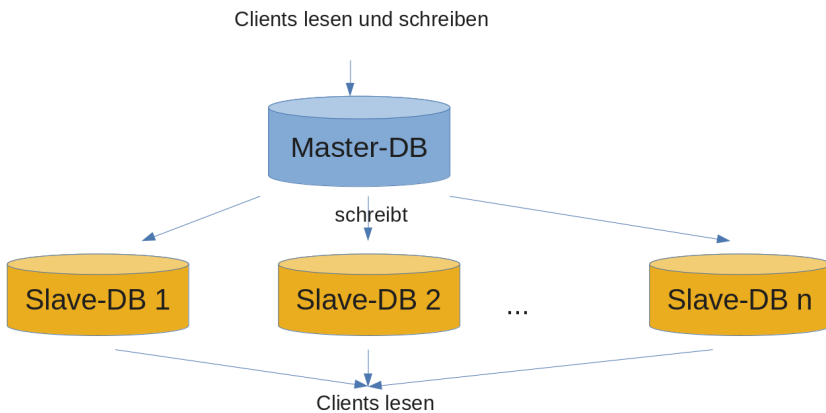 Clients lesen und schreiben
Master-DB
schreibt
Slave-DB 1
Slave-DB 2
...
Slave-DB n
Clients lesen